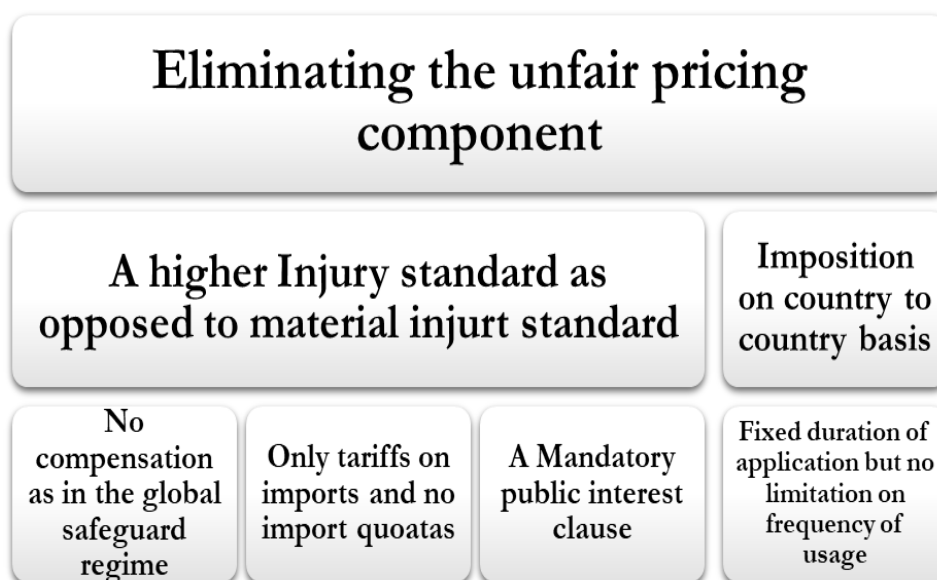 Eliminating the unfair pricing
component
A higher Injury standard as
opposed to material injurt standard
Imposition
on country to
country basis
No
compensation
as in the global
safeguard
regime
Only tariffs on
imports and no
import quoatas
A Mandatory
public interest
clause
Fixed duration of
application but no
limitation on
frequency of
usage